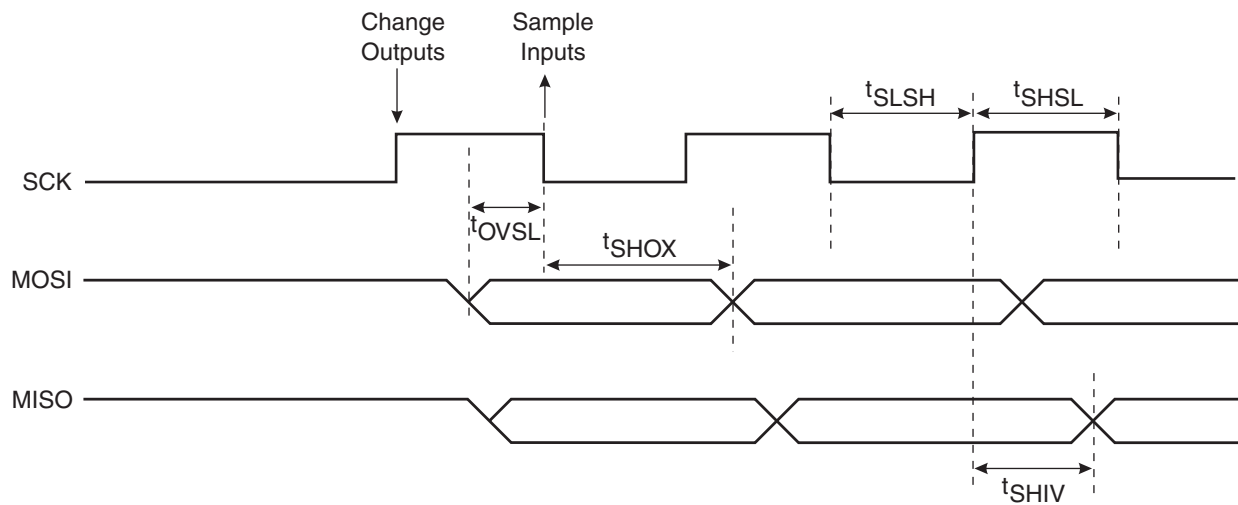 Change
Outputs
Sample
Inputs
tSLSH
tSHSL
SCK
tOVSL
tSHOX
MOSI
MISO
tSHIV